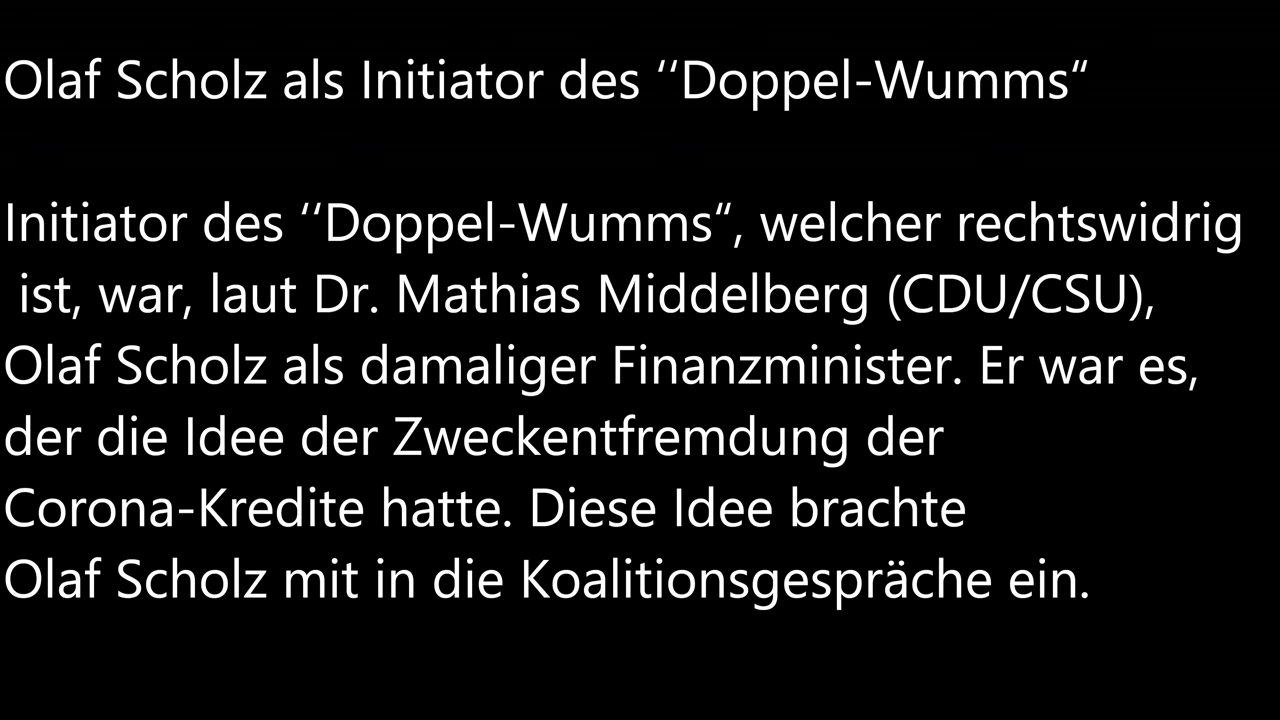 Olaf Scholz als Initiator des ‘‘Doppel-Wumms“
Initiator des ‘‘Doppel-Wumms“, welcher rechtswidrig
ist, war, laut Dr. Mathias Middelberg (CDU/CSU),
Olaf Scholz als damaliger Finanzminister. Er war es,
der die Idee der Zweckentfremdung der
Corona-Kredite hatte. Diese Idee brachte
Olaf Scholz mit in die Koalitionsgespräche ein.